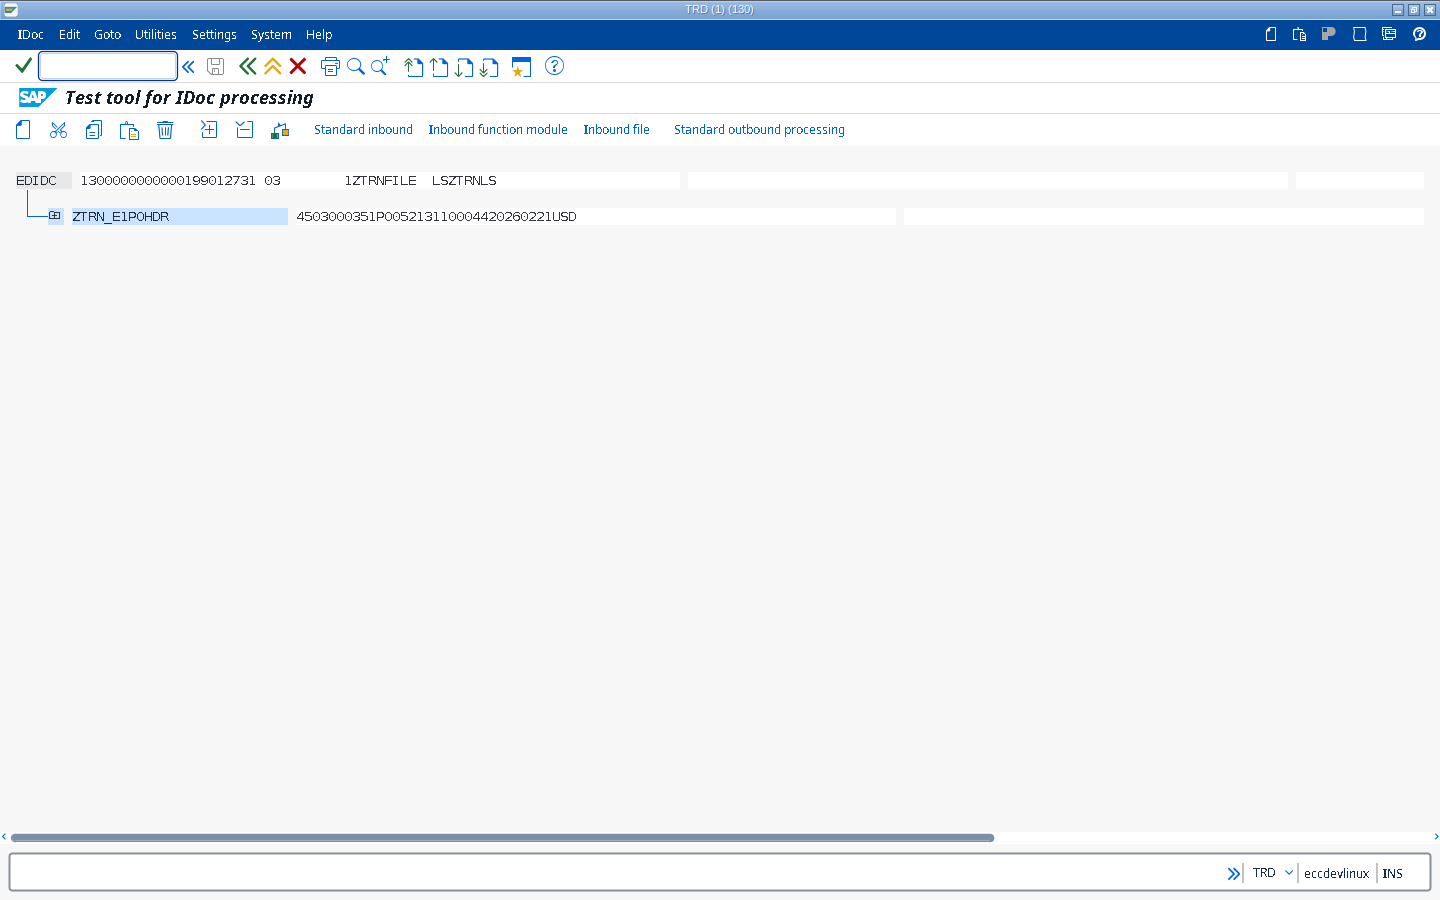 TRD (1) (130)
IDoc Edit Goto Utilities Settings System Help
SAP Test tool for IDoc processing
Standard inbound Inbound function module Inbound file Standard outbound processing
EDIDC 1300000000000199012731 03 1ZTRNFILE LSZTRNLS
ZTRN_E1POHDR 4503000351P005213110004420260221USD
TRD eccdevlinux INS